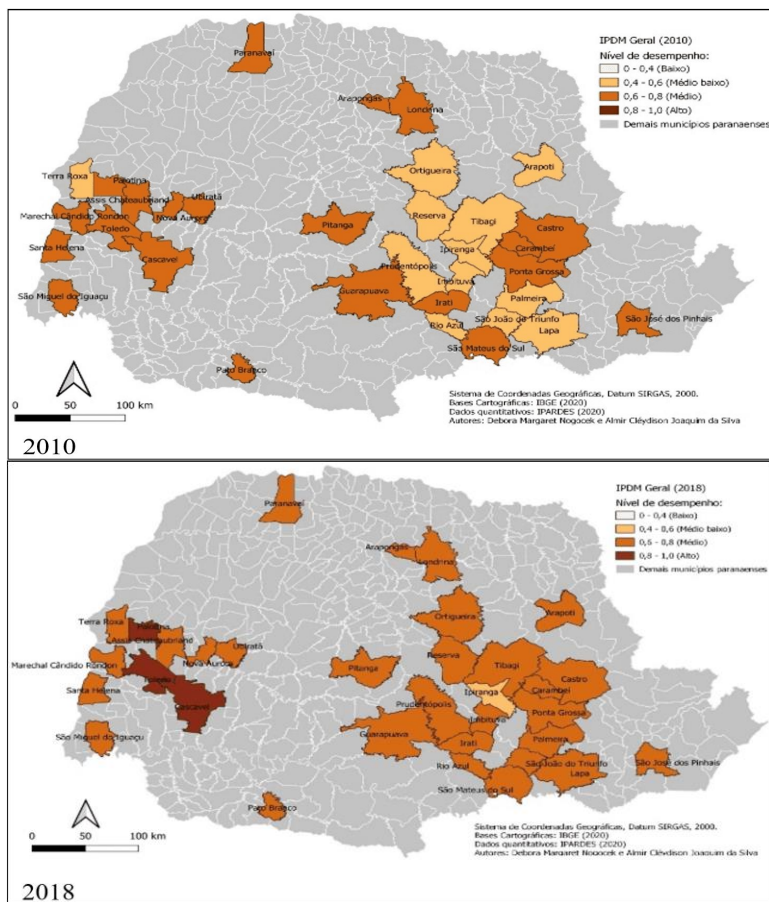 IPDM Geral (2010)
Nível de desempenho:
0 - 0,4 (Baixo)
0,4 - 0,6 (Médio baixo)
0,6 - 0,8 (Médio)
0,8 - 1,0 (Alto)
Demais municípios paranaenses
Paranavaí
Arapongas
Londrina
Ortigueira
Arapoti
Terra Roxa
Palotina
Assis Chateaubriand
Ubiratã
Nova Aurora
Marechal Cândido Rondon
Toledo
Santa Helena
Cascavel
São Miguel do Iguaçu
Pitanga
Reserva
Tibagi
Castro
Carambeí
Ipiranga
Ponta Grossa
Prudentópolis
Imbituva
Guarapuava
Irati
Palmeira
Rio Azul
São João do Triunfo
Lapa
São José dos Pinhais
São Mateus do Sul
Pato Branco
0 50 100 km
Sistema de Coordenadas Geográficas, Datum SIRGAS, 2000.
Bases Cartográficas: IBGE (2020)
Dados quantitativos: IPARDES (2020)
Autores: Debora Margaret Nogocek e Almir Cléydison Joaquim da Silva
2010
IPDM Geral (2018)
Nível de desempenho:
0 - 0,4 (Baixo)
0,4 - 0,6 (Médio baixo)
0,6 - 0,8 (Médio)
0,8 - 1,0 (Alto)
Demais municípios paranaenses
Paranavaí
Arapongas
Londrina
Ortigueira
Arapoti
Terra Roxa
Palotina
Assis Chateaubriand
Ubiratã
Nova Aurora
Marechal Cândido Rondon
Toledo
Santa Helena
Cascavel
São Miguel do Iguaçu
Pitanga
Reserva
Tibagi
Castro
Ipiranga
Carambeí
Prudentópolis
Imbituva
Ponta Grossa
Guarapuava
Irati
Palmeira
Rio Azul
São João do Triunfo
Lapa
São José dos Pinhais
São Mateus do Sul
Pato Branco
0 50 100 km
Sistema de Coordenadas Geográficas, Datum SIRGAS, 2000.
Bases Cartográficas: IBGE (2020)
Dados quantitativos: IPARDES (2020)
Autores: Debora Margaret Nogocek e Almir Cléydison Joaquim da Silva
2018